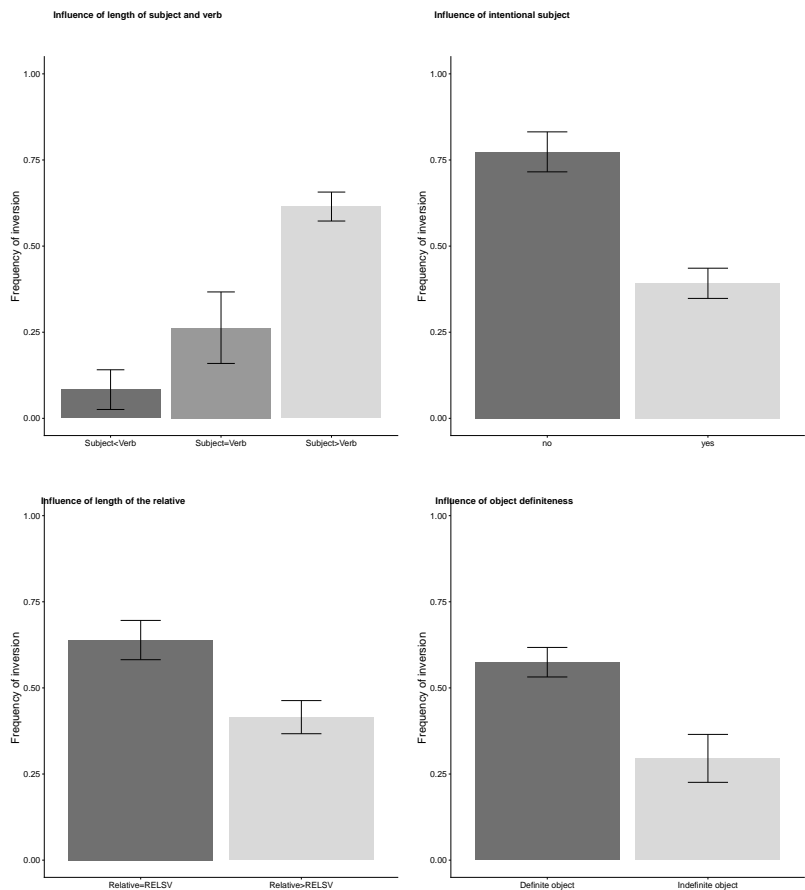 Influence of length of subject and verb
Frequency of inversion
1.00
0.75
0.50
0.25
0.00
Subject<Verb
Subject=Verb
Subject>Verb
Influence of intentional subject
Frequency of inversion
1.00
0.75
0.50
0.25
0.00
no
yes
Influence of length of the relative
Frequency of inversion
1.00
0.75
0.50
0.25
0.00
Relative=RELSV
Relative>RELSV
Influence of object definiteness
Frequency of inversion
1.00
0.75
0.50
0.25
0.00
Definite object
Indefinite object